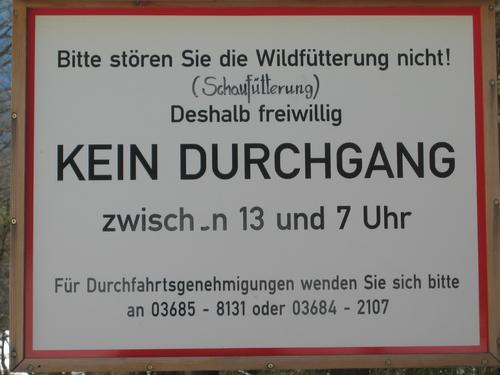 Bitte stören Sie die Wildfütterung nicht!
(Schaufütterung)
Deshalb freiwillig
KEIN DURCHGANG
zwischen 13 und 7 Uhr
Für Durchfahrtsgenehmigungen wenden Sie sich bitte
an 03685 - 8131 oder 03684 - 2107